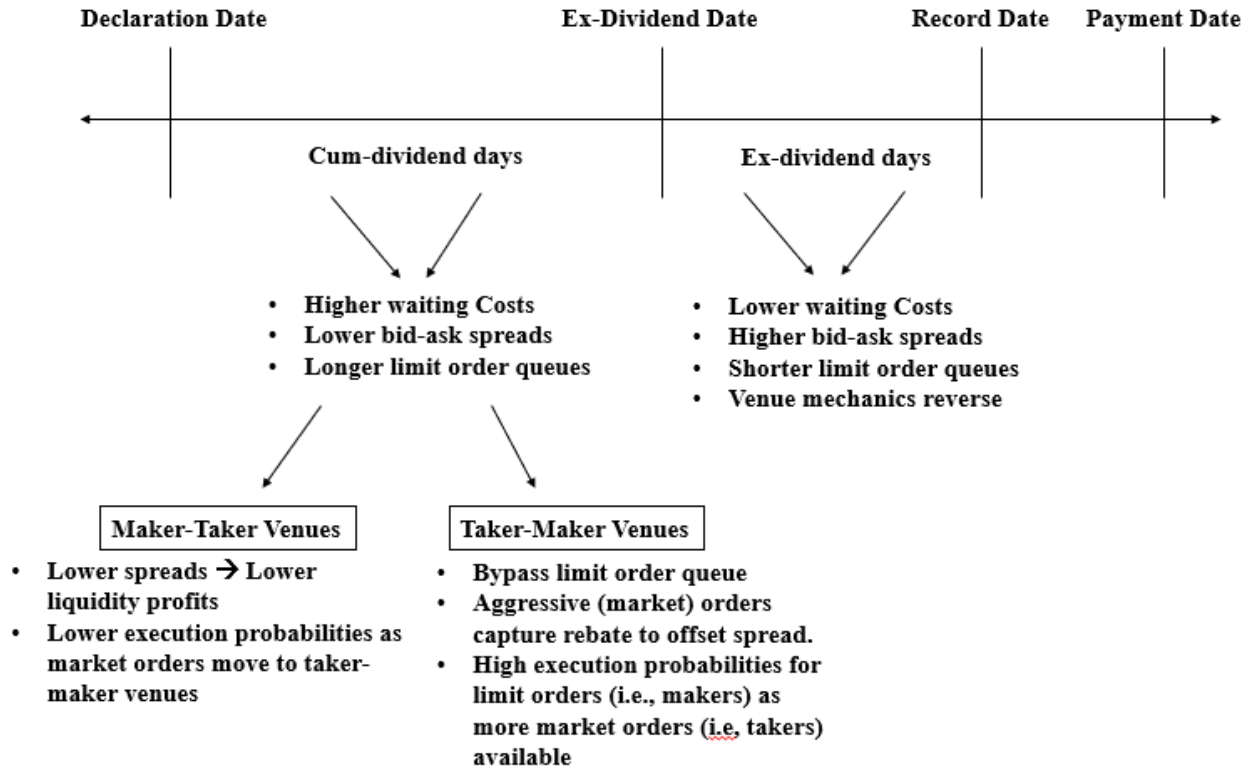 Declaration Date
Ex-Dividend Date
Record Date
Payment Date
Cum-dividend days
Ex-dividend days
• Higher waiting Costs
• Lower bid-ask spreads
• Longer limit order queues
• Lower waiting Costs
• Higher bid-ask spreads
• Shorter limit order queues
• Venue mechanics reverse
Maker-Taker Venues
• Lower spreads → Lower
liquidity profits
• Lower execution probabilities as
market orders move to taker-
maker venues
Taker-Maker Venues
• Bypass limit order queue
• Aggressive (market) orders
capture rebate to offset spread.
• High execution probabilities for
limit orders (i.e., makers) as
more market orders (i.e, takers)
available